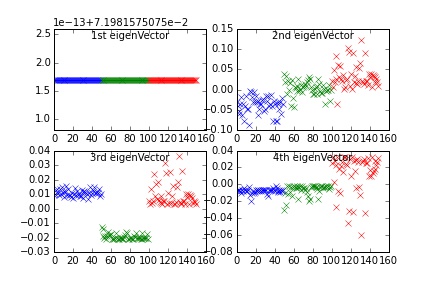 1e-13+7.1981575075e-2
1st eigenVector
2.5
2.0
1.5
1.0
0 20 40 60 80 100 120 140 160
2nd eigenVector
0.15
0.10
0.05
0.00
−0.05
−0.10
0 20 40 60 80 100 120 140 160
3rd eigenVector
0.04
0.03
0.02
0.01
0.00
−0.01
−0.02
−0.03
0 20 40 60 80 100 120 140 160
4th eigenVector
0.04
0.02
0.00
−0.02
−0.04
−0.06
−0.08
0 20 40 60 80 100 120 140 160